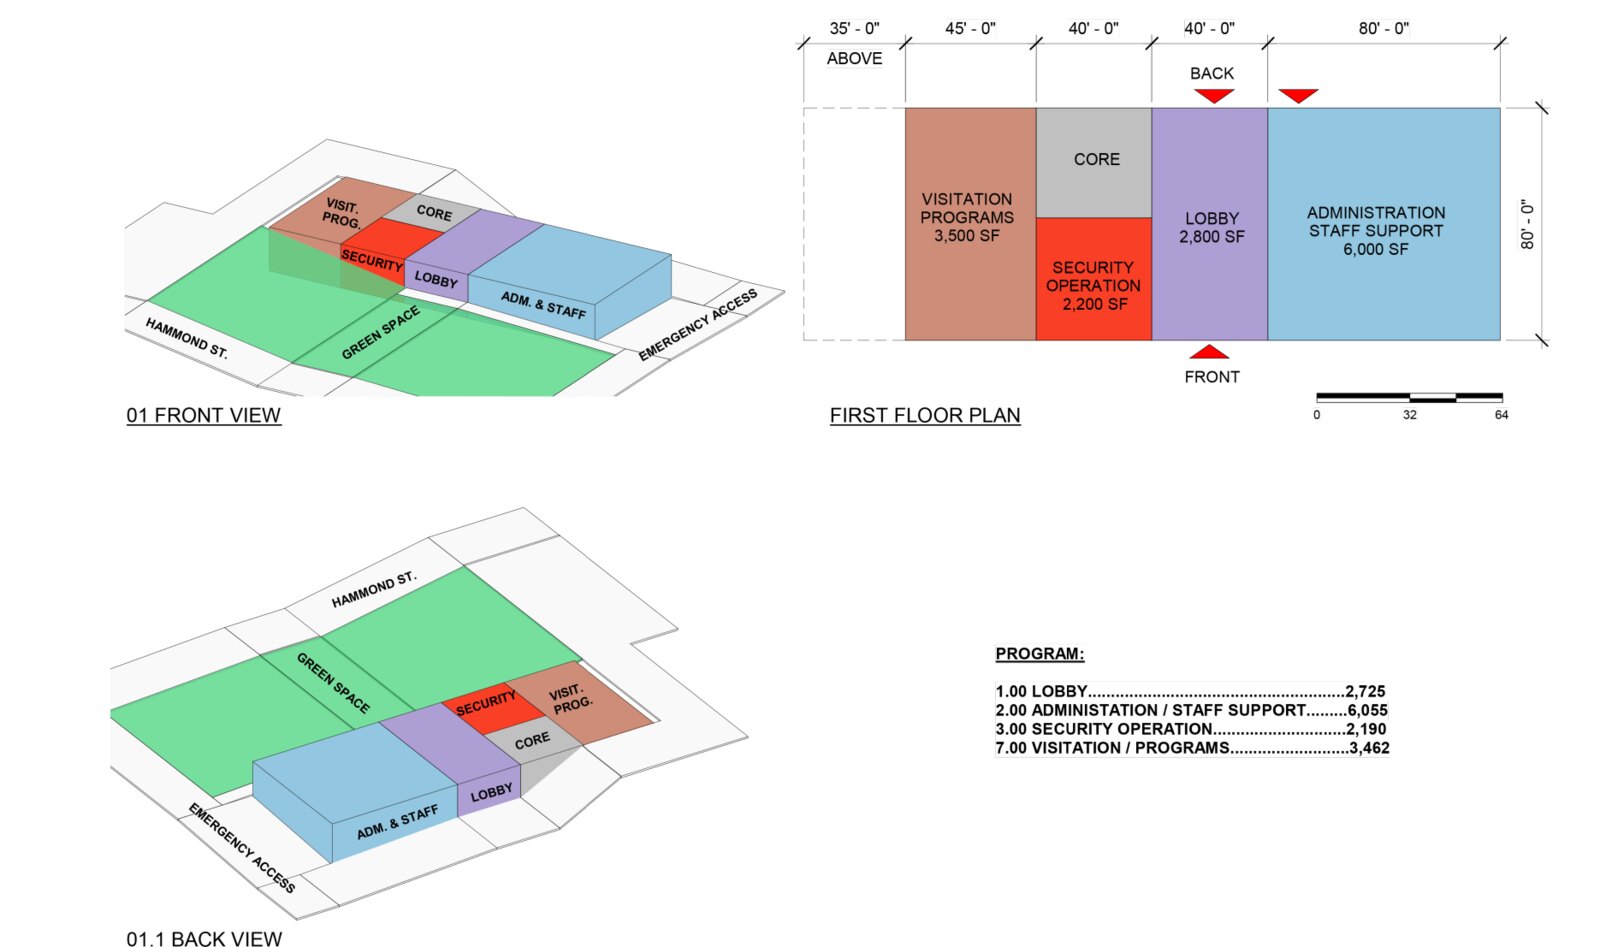 35' - 0"
45' - 0"
40' - 0"
40' - 0"
80' - 0"
ABOVE
BACK
VISITATION
PROGRAMS
3,500 SF
CORE
SECURITY
OPERATION
2,200 SF
LOBBY
2,800 SF
ADMINISTRATION
STAFF SUPPORT
6,000 SF
80' - 0"
FRONT
FIRST FLOOR PLAN
0
32
64
VISIT.
PROG.
CORE
SECURITY
LOBBY
ADM. & STAFF
GREEN SPACE
HAMMOND ST.
EMERGENCY ACCESS
01 FRONT VIEW
HAMMOND ST.
GREEN SPACE
SECURITY
VISIT.
PROG.
CORE
LOBBY
ADM. & STAFF
EMERGENCY ACCESS
01.1 BACK VIEW
PROGRAM:
1.00 LOBBY........................................................2,725
2.00 ADMINISTATION / STAFF SUPPORT.........6,055
3.00 SECURITY OPERATION.............................2,190
7.00 VISITATION / PROGRAMS..........................3,462